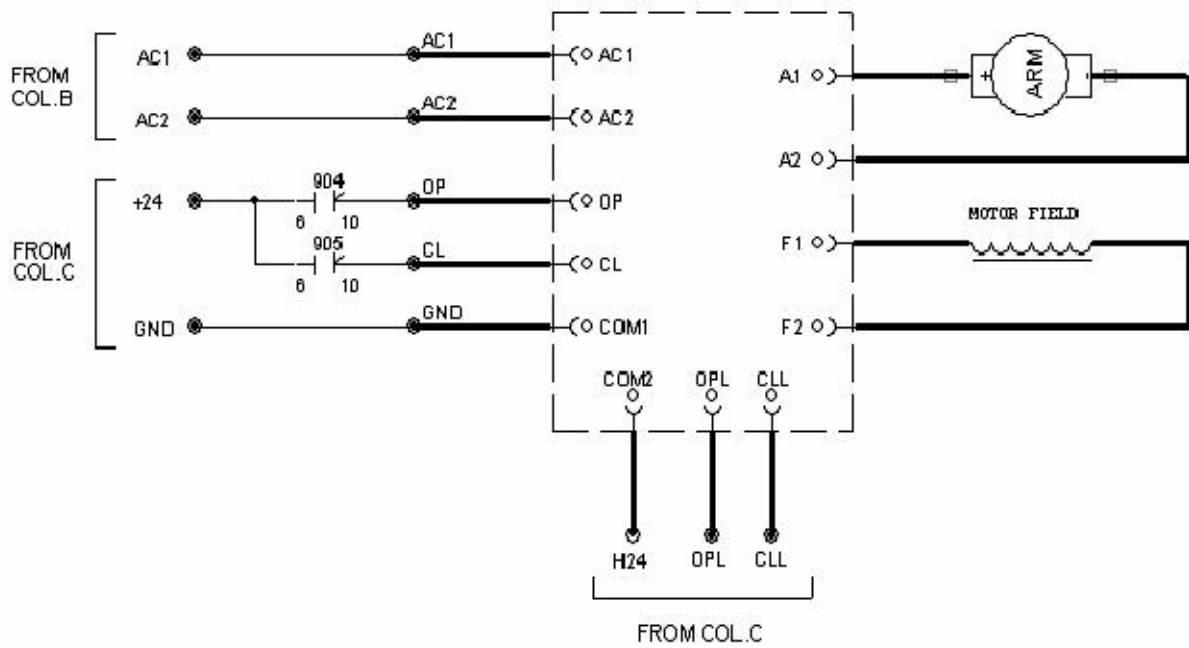 FROM
COL.B
AC1
AC1
AC1
AC2
AC2
AC2
A1
+
ARM
-
A2
FROM
COL.C
+24
904
6
10
OP
OP
905
6
10
CL
CL
GND
GND
COM1
MOTOR FIELD
F1
F2
COM2
OPL
CLL
H24
OPL
CLL
FROM COL.C